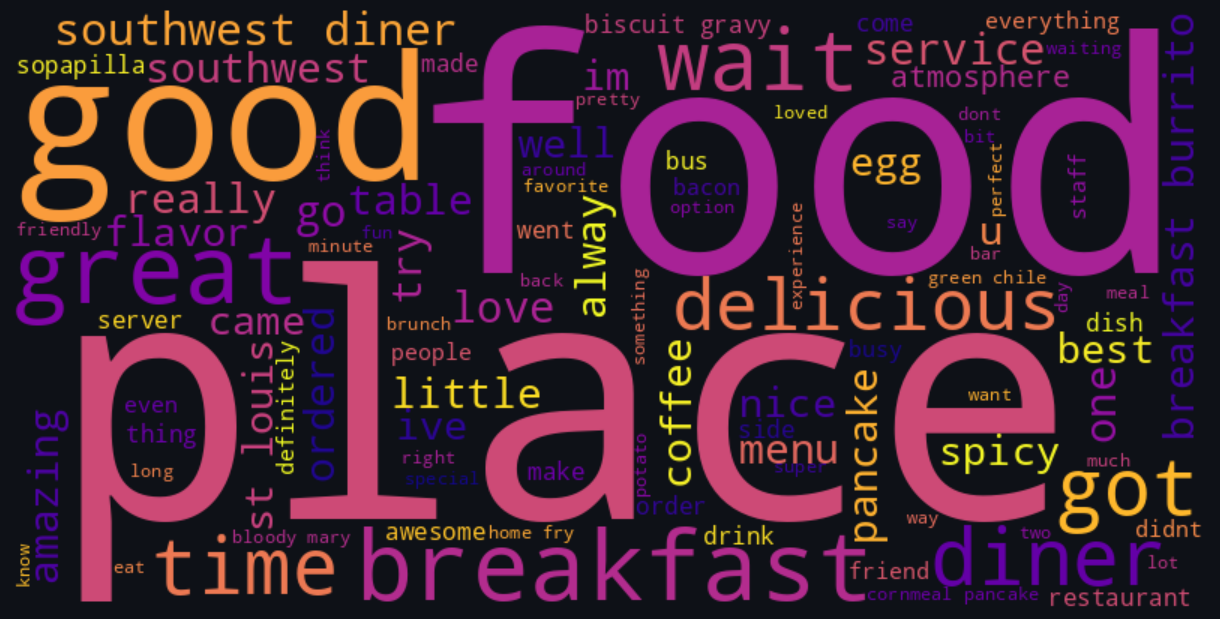 southwest diner
biscuit gravy
come
everything
sopapilla
southwest
made
im
wait
service
waiting
atmosphere
good
food
pretty
loved
dont
bit
breakfast burrito
think
well
around
favorite
bus
bacon
option
egg
say
perfect
staff
really
go
table
friendly
flavor
fun
minute
try
went
alway
experience
u
bar
great
back
something
love
delicious
green chile
day
meal
server
came
brunch
people
place
busy
dish
best
st louis
definitely
ordered
little
coffee
nice
side
menu
super
pancake
want
spicy
one
even
thing
long
ive
right
special
make
potato
order
much
got
amazing
way
didnt
bloody mary
awesome
home fry
drink
two
know
eat
time
breakfast
friend
diner
lot
cornmeal pancake
restaurant